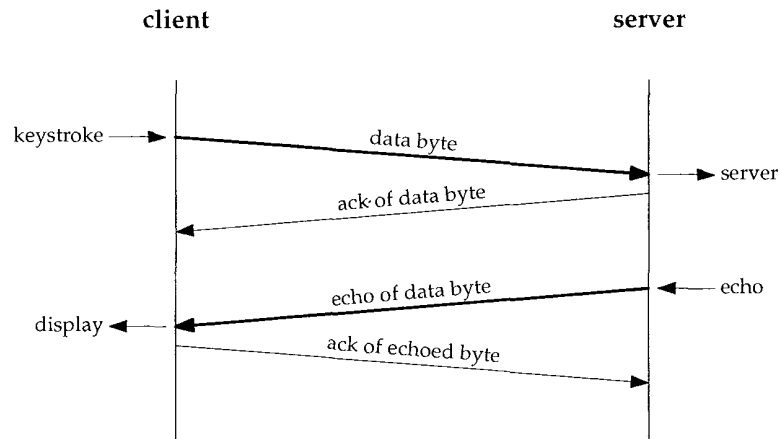 client
server
keystroke
data byte
server
ack of data byte
echo of data byte
echo
display
ack of echoed byte